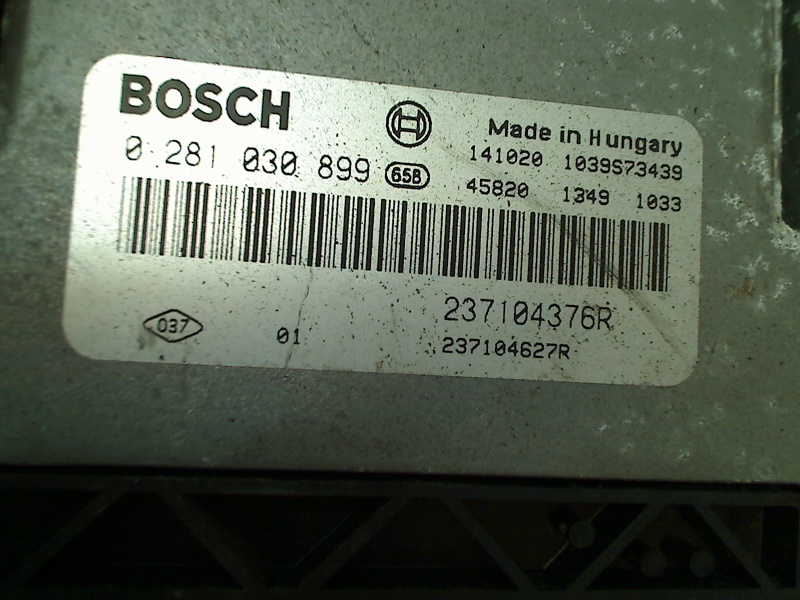 BOSCH
Made in Hungary
0 281 030 899 658
141020 1039S73439
45820 1349 1033
237104376R
037 01
237104627R